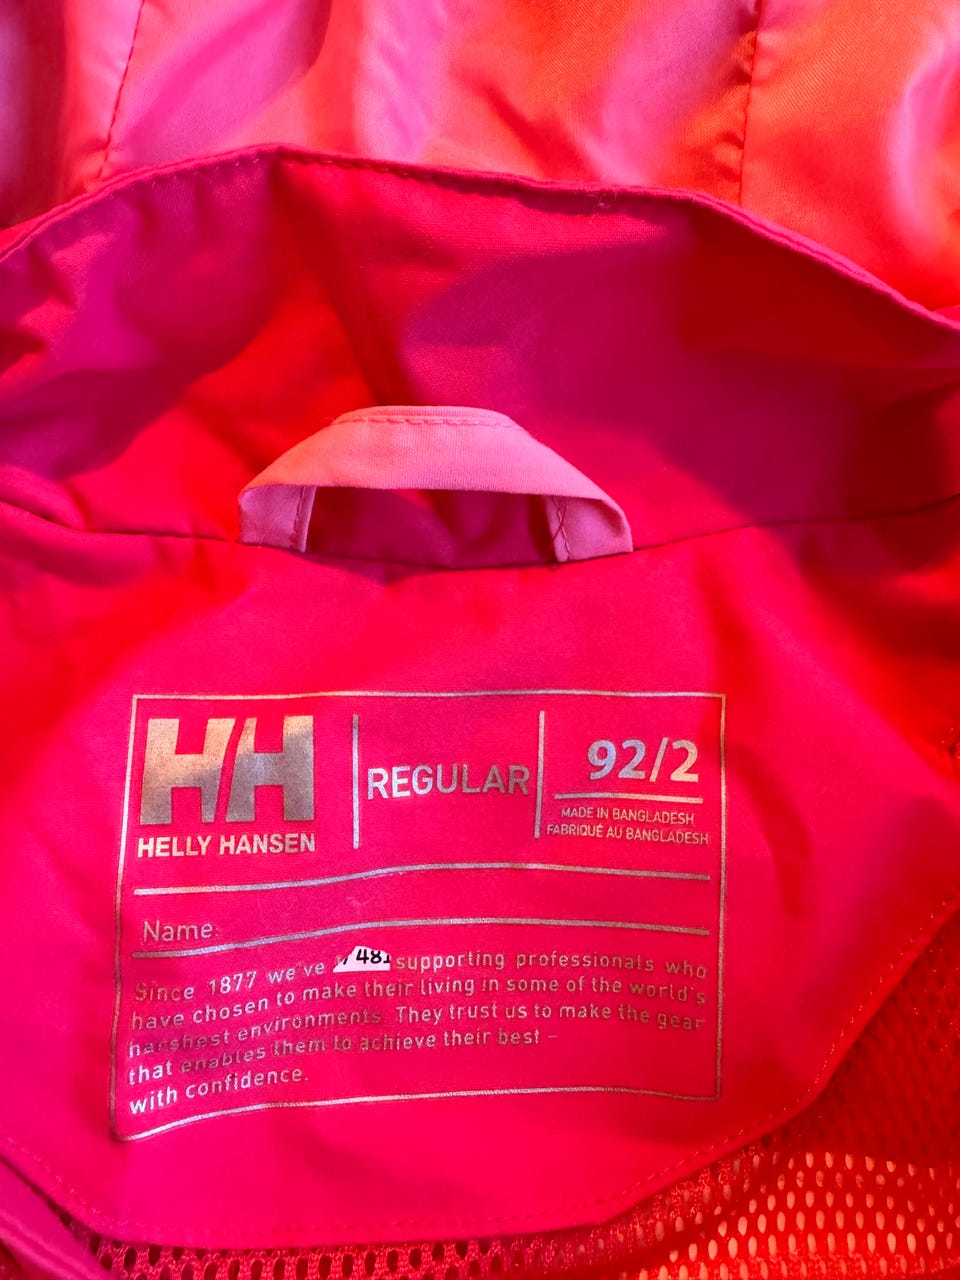 HH
HELLY HANSEN
REGULAR
92/2
MADE IN BANGLADESH
FABRIQUÉ AU BANGLADESH
Name:
Since 1877 we've 481 supporting professionals who
have chosen to make their living in some of the world's
harshest environments. They trust us to make the gear
that enables them to achieve their best –
with confidence.